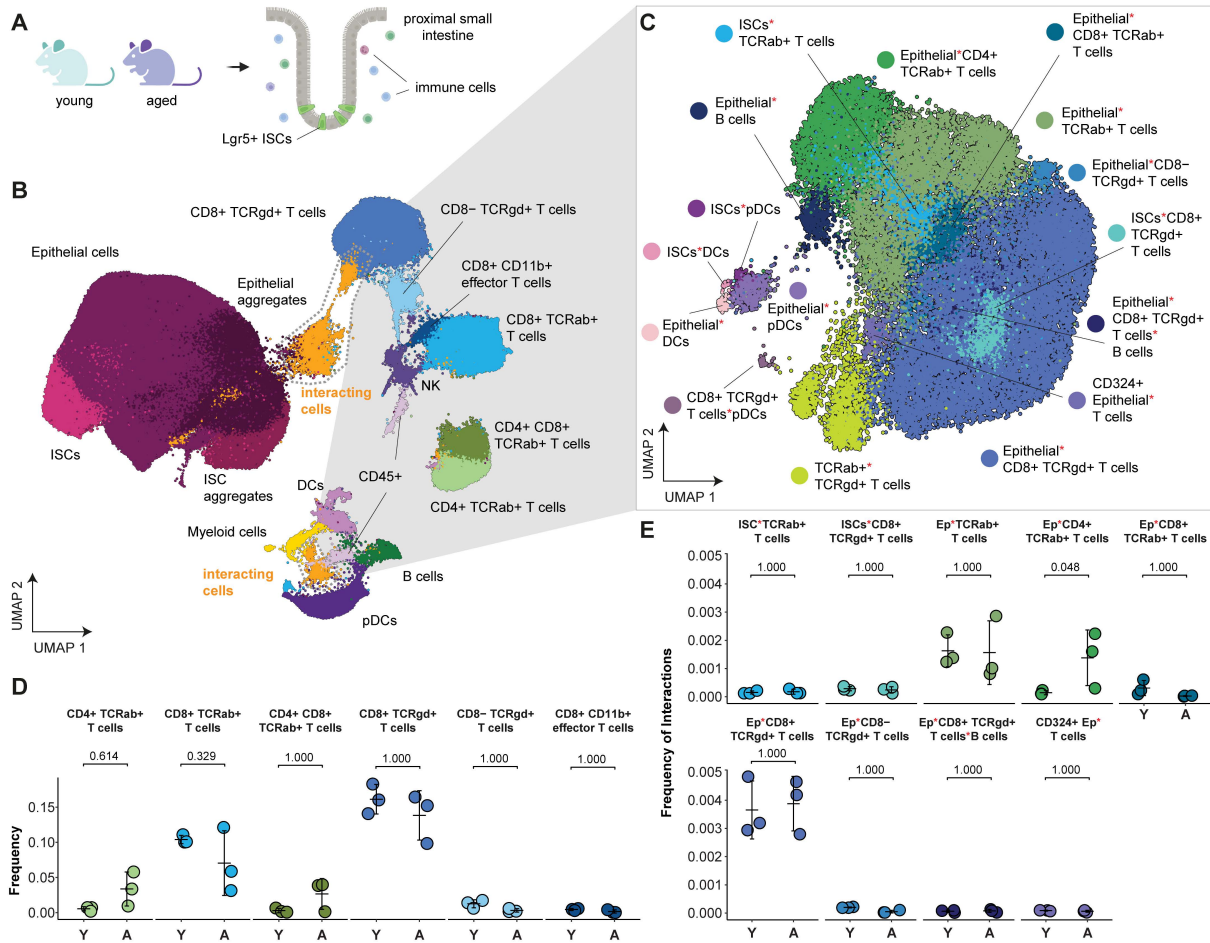 A
young
aged
proximal small
intestine
immune cells
Lgr5+ ISCs
B
CD8+ TCRgd+ T cells
CD8− TCRgd+ T cells
Epithelial cells
Epithelial
aggregates
CD8+ CD11b+
effector T cells
CD8+ TCRab+
T cells
interacting
cells
NK
ISCs
ISC
aggregates
CD45+
CD4+ CD8+
TCRab+ T cells
DCs
CD4+ TCRab+ T cells
Myeloid cells
interacting
cells
B cells
pDCs
UMAP 2
UMAP 1
C
ISCs*
TCRab+ T cells
Epithelial*
CD8+ TCRab+
T cells
Epithelial*CD4+
TCRab+ T cells
Epithelial*
B cells
Epithelial*
TCRab+ T cells
Epithelial*CD8−
TCRgd+ T cells
ISCs*pDCs
ISCs*CD8+
TCRgd+
T cells
ISCs*DCs
Epithelial*
pDCs
Epithelial*
CD8+ TCRgd+
T cells*
B cells
Epithelial*
DCs
CD8+ TCRgd+
T cells*pDCs
CD324+
Epithelial*
T cells
TCRab+*
TCRgd+ T cells
Epithelial*
CD8+ TCRgd+ T cells
UMAP 2
UMAP 1
D
CD4+ TCRab+
T cells
CD8+ TCRab+
T cells
CD4+ CD8+
TCRab+ T cells
CD8+ TCRgd+
T cells
CD8− TCRgd+
T cells
CD8+ CD11b+
effector T cells
0.614
0.329
1.000
1.000
1.000
1.000
Frequency
0.15
0.10
0.05
0.00
Y A Y A Y A Y A Y A Y A
E
ISC*TCRab+
T cells
ISCs*CD8+
TCRgd+ T cells
Ep*TCRab+
T cells
Ep*CD4+
TCRab+ T cells
Ep*CD8+
TCRab+ T cells
1.000
1.000
1.000
0.048
1.000
Frequency of Interactions
0.005
0.004
0.003
0.002
0.001
0.000
Y A
Ep*CD8+
TCRgd+ T cells
Ep*CD8−
TCRgd+ T cells
Ep*CD8+ TCRgd+
T cells*B cells
CD324+ Ep*
T cells
1.000
1.000
1.000
1.000
0.005
0.004
0.003
0.002
0.001
0.000
Y A Y A Y A Y A